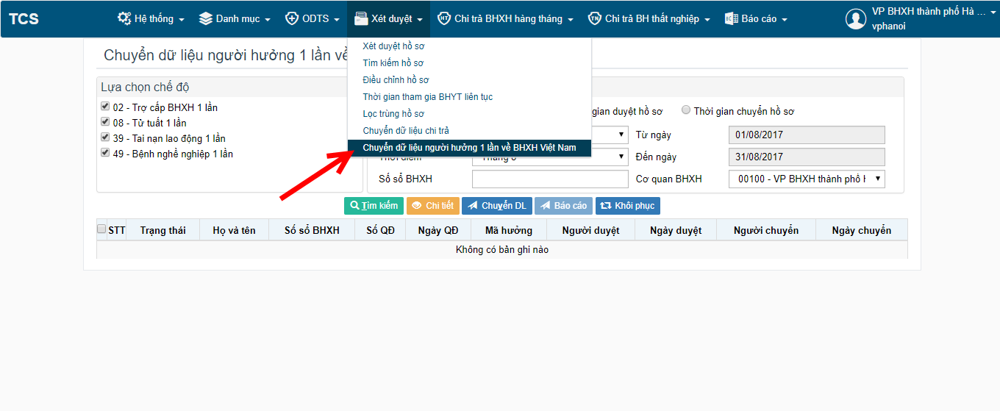 TCS
Hệ thống
Danh mục
ODTS
Xét duyệt
Chi trả BHXH hàng tháng
Chi trả BH thất nghiệp
Báo cáo
VP BHXH thành phố Hà ...
vphanoi
Xét duyệt hồ sơ
Tìm kiếm hồ sơ
Điều chỉnh hồ sơ
Thời gian tham gia BHYT liên tục
Lọc trùng hồ sơ
Chuyển dữ liệu chi trả
Chuyển dữ liệu người hưởng 1 lần về BHXH Việt Nam
Chuyển dữ liệu người hưởng 1 lần về
Lựa chọn chế độ
02 - Trợ cấp BHXH 1 lần
08 - Tử tuất 1 lần
39 - Tai nạn lao động 1 lần
49 - Bệnh nghề nghiệp 1 lần
gian duyệt hồ sơ
Thời gian chuyển hồ sơ
Từ ngày
01/08/2017
Thời điểm
Đến ngày
31/08/2017
Số sổ BHXH
Cơ quan BHXH
00100 - VP BHXH thành phố
Tìm kiếm
Chi tiết
Chuyển DL
Báo cáo
Khôi phục
STT
Trạng thái
Họ và tên
Số sổ BHXH
Số QĐ
Ngày QĐ
Mã hưởng
Người duyệt
Ngày duyệt
Người chuyển
Ngày chuyển
Không có bản ghi nào